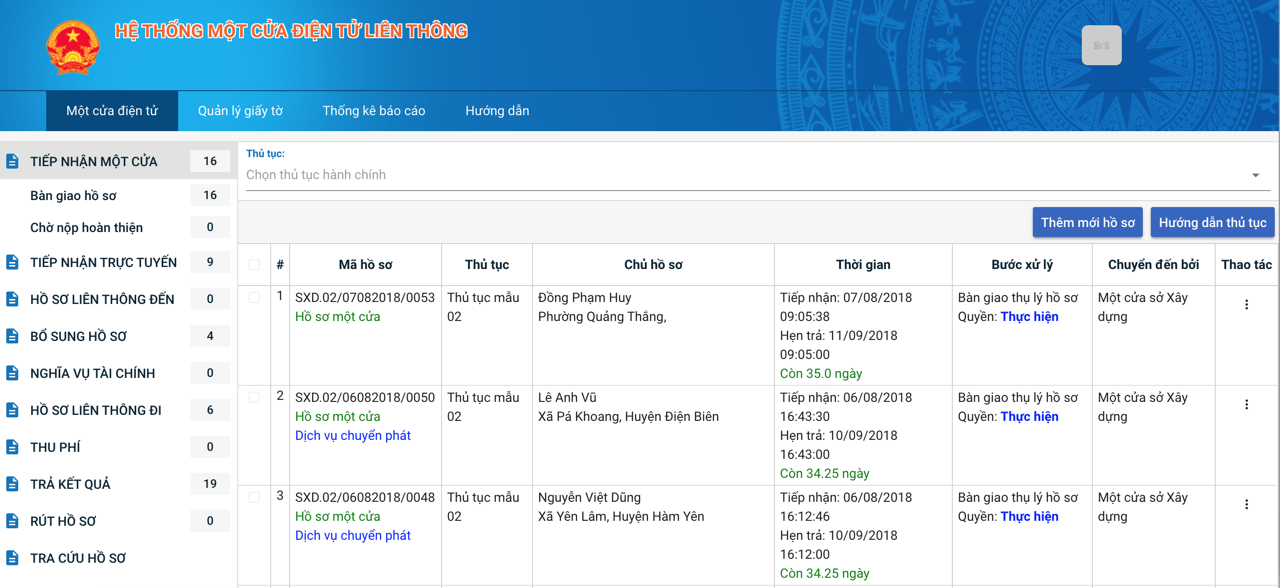 HỆ THỐNG MỘT CỬA ĐIỆN TỬ LIÊN THÔNG
Một cửa điện tử
Quản lý giấy tờ
Thống kê báo cáo
Hướng dẫn
TIẾP NHẬN MỘT CỬA 16
Bàn giao hồ sơ 16
Chờ nộp hoàn thiện 0
TIẾP NHẬN TRỰC TUYẾN 9
HỒ SƠ LIÊN THÔNG ĐẾN 0
BỔ SUNG HỒ SƠ 4
NGHĨA VỤ TÀI CHÍNH 0
HỒ SƠ LIÊN THÔNG ĐI 6
THU PHÍ 0
TRẢ KẾT QUẢ 19
RÚT HỒ SƠ 0
TRA CỨU HỒ SƠ
Thủ tục:
Chọn thủ tục hành chính
Thêm mới hồ sơ
Hướng dẫn thủ tục
# Mã hồ sơ Thủ tục Chủ hồ sơ Thời gian Bước xử lý Chuyển đến bởi Thao tác
1
SXD.02/07082018/0053
Hồ sơ một cửa
Thủ tục mẫu
02
Đồng Phạm Huy
Phường Quảng Thắng,
Tiếp nhận: 07/08/2018
09:05:38
Hẹn trả: 11/09/2018
09:05:00
Còn 35.0 ngày
Bàn giao thụ lý hồ sơ
Quyền: Thực hiện
Một cửa sở Xây
dựng
2
SXD.02/06082018/0050
Hồ sơ một cửa
Dịch vụ chuyển phát
Thủ tục mẫu
02
Lê Anh Vũ
Xã Pá Khoang, Huyện Điện Biên
Tiếp nhận: 06/08/2018
16:43:30
Hẹn trả: 10/09/2018
16:43:00
Còn 34.25 ngày
Bàn giao thụ lý hồ sơ
Quyền: Thực hiện
Một cửa sở Xây
dựng
3
SXD.02/06082018/0048
Hồ sơ một cửa
Dịch vụ chuyển phát
Thủ tục mẫu
02
Nguyễn Việt Dũng
Xã Yên Lâm, Huyện Hàm Yên
Tiếp nhận: 06/08/2018
16:12:46
Hẹn trả: 10/09/2018
16:12:00
Còn 34.25 ngày
Bàn giao thụ lý hồ sơ
Quyền: Thực hiện
Một cửa sở Xây
dựng